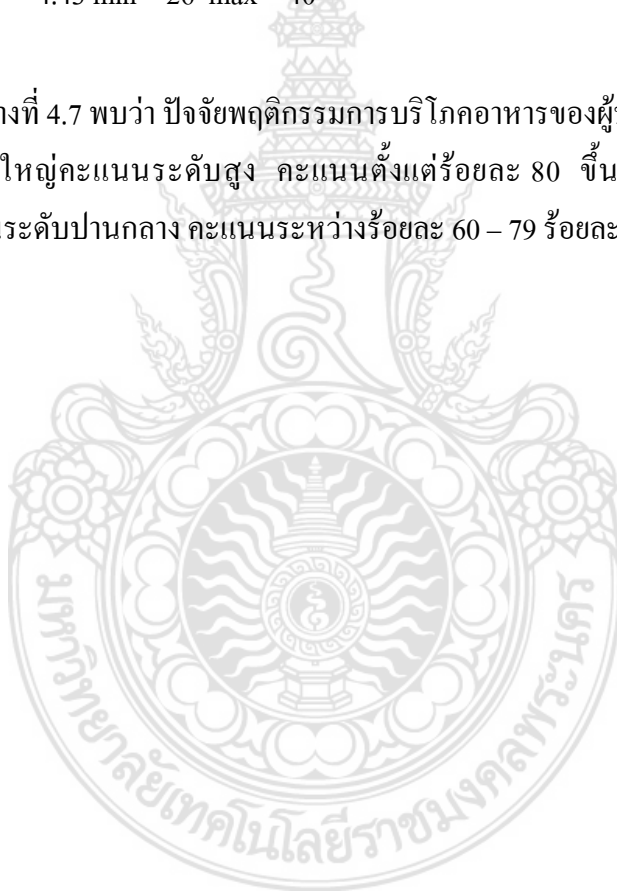 4.45 min = 26 max = 40
างที่ 4.7 พบว่า ปัจจัยพฤติกรรมการบริโภคอาหารของผู้
ใหญ่คะแนนระดับสูง คะแนนตั้งแต่ร้อยละ 80 ขึ้น
ระดับปานกลาง คะแนนระหว่างร้อยละ 60 – 79 ร้อยละ
มหาวิทยาลัยเทคโนโลยีราชมงคลพระนคร